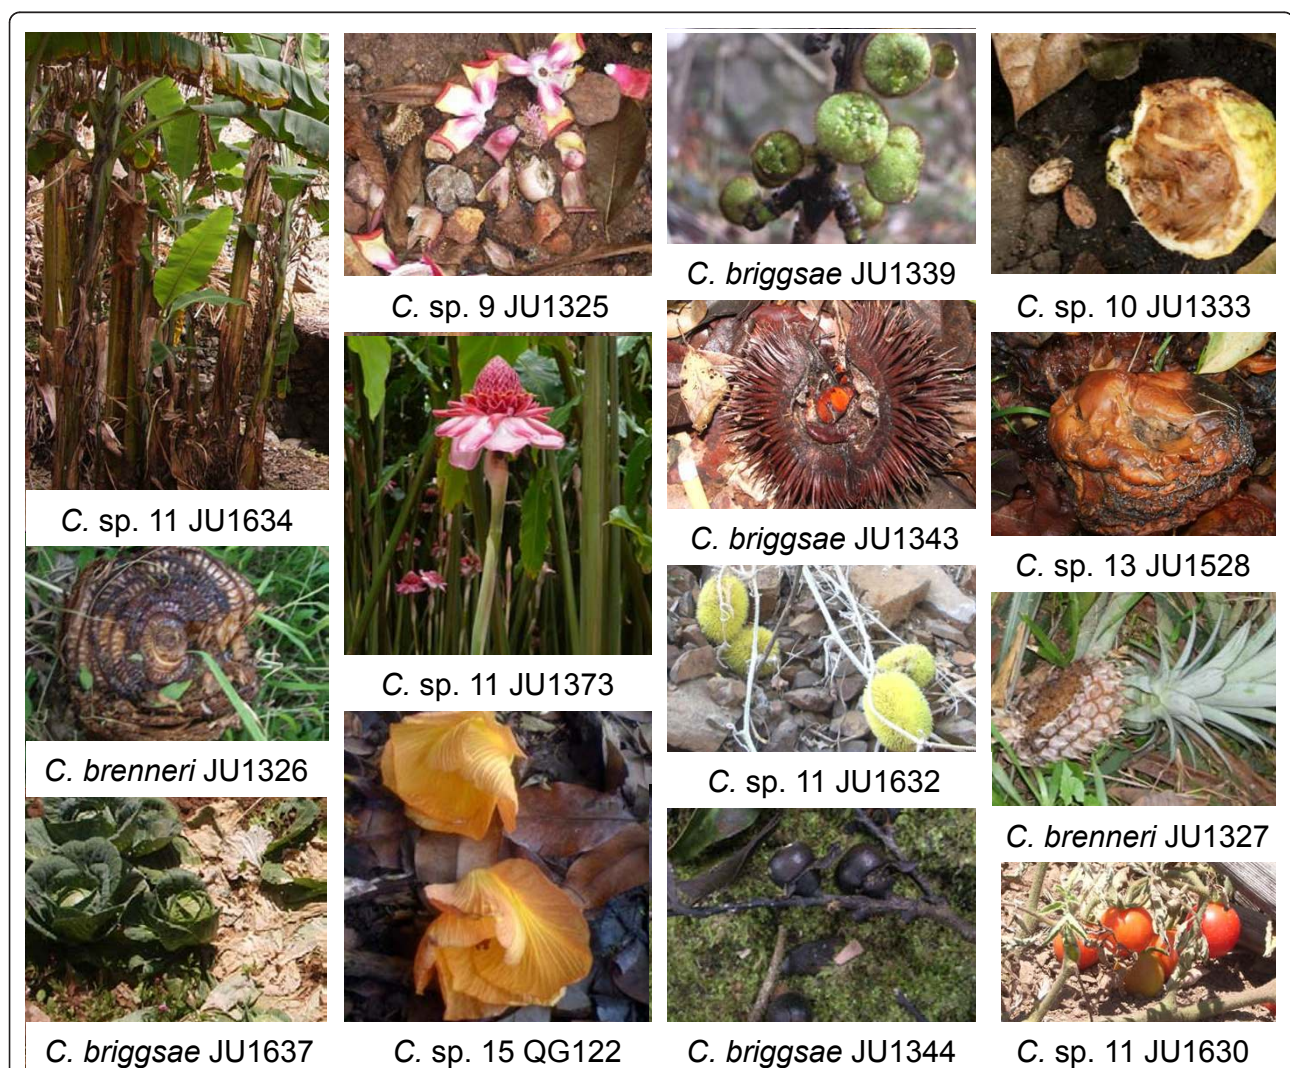 C. sp. 11 JU1634
C. brenneri JU1326
C. briggsae JU1637
C. sp. 9 JU1325
C. sp. 11 JU1373
C. sp. 15 QG122
C. briggsae JU1339
C. briggsae JU1343
C. sp. 11 JU1632
C. briggsae JU1344
C. sp. 10 JU1333
C. sp. 13 JU1528
C. brenneri JU1327
C. sp. 11 JU1630